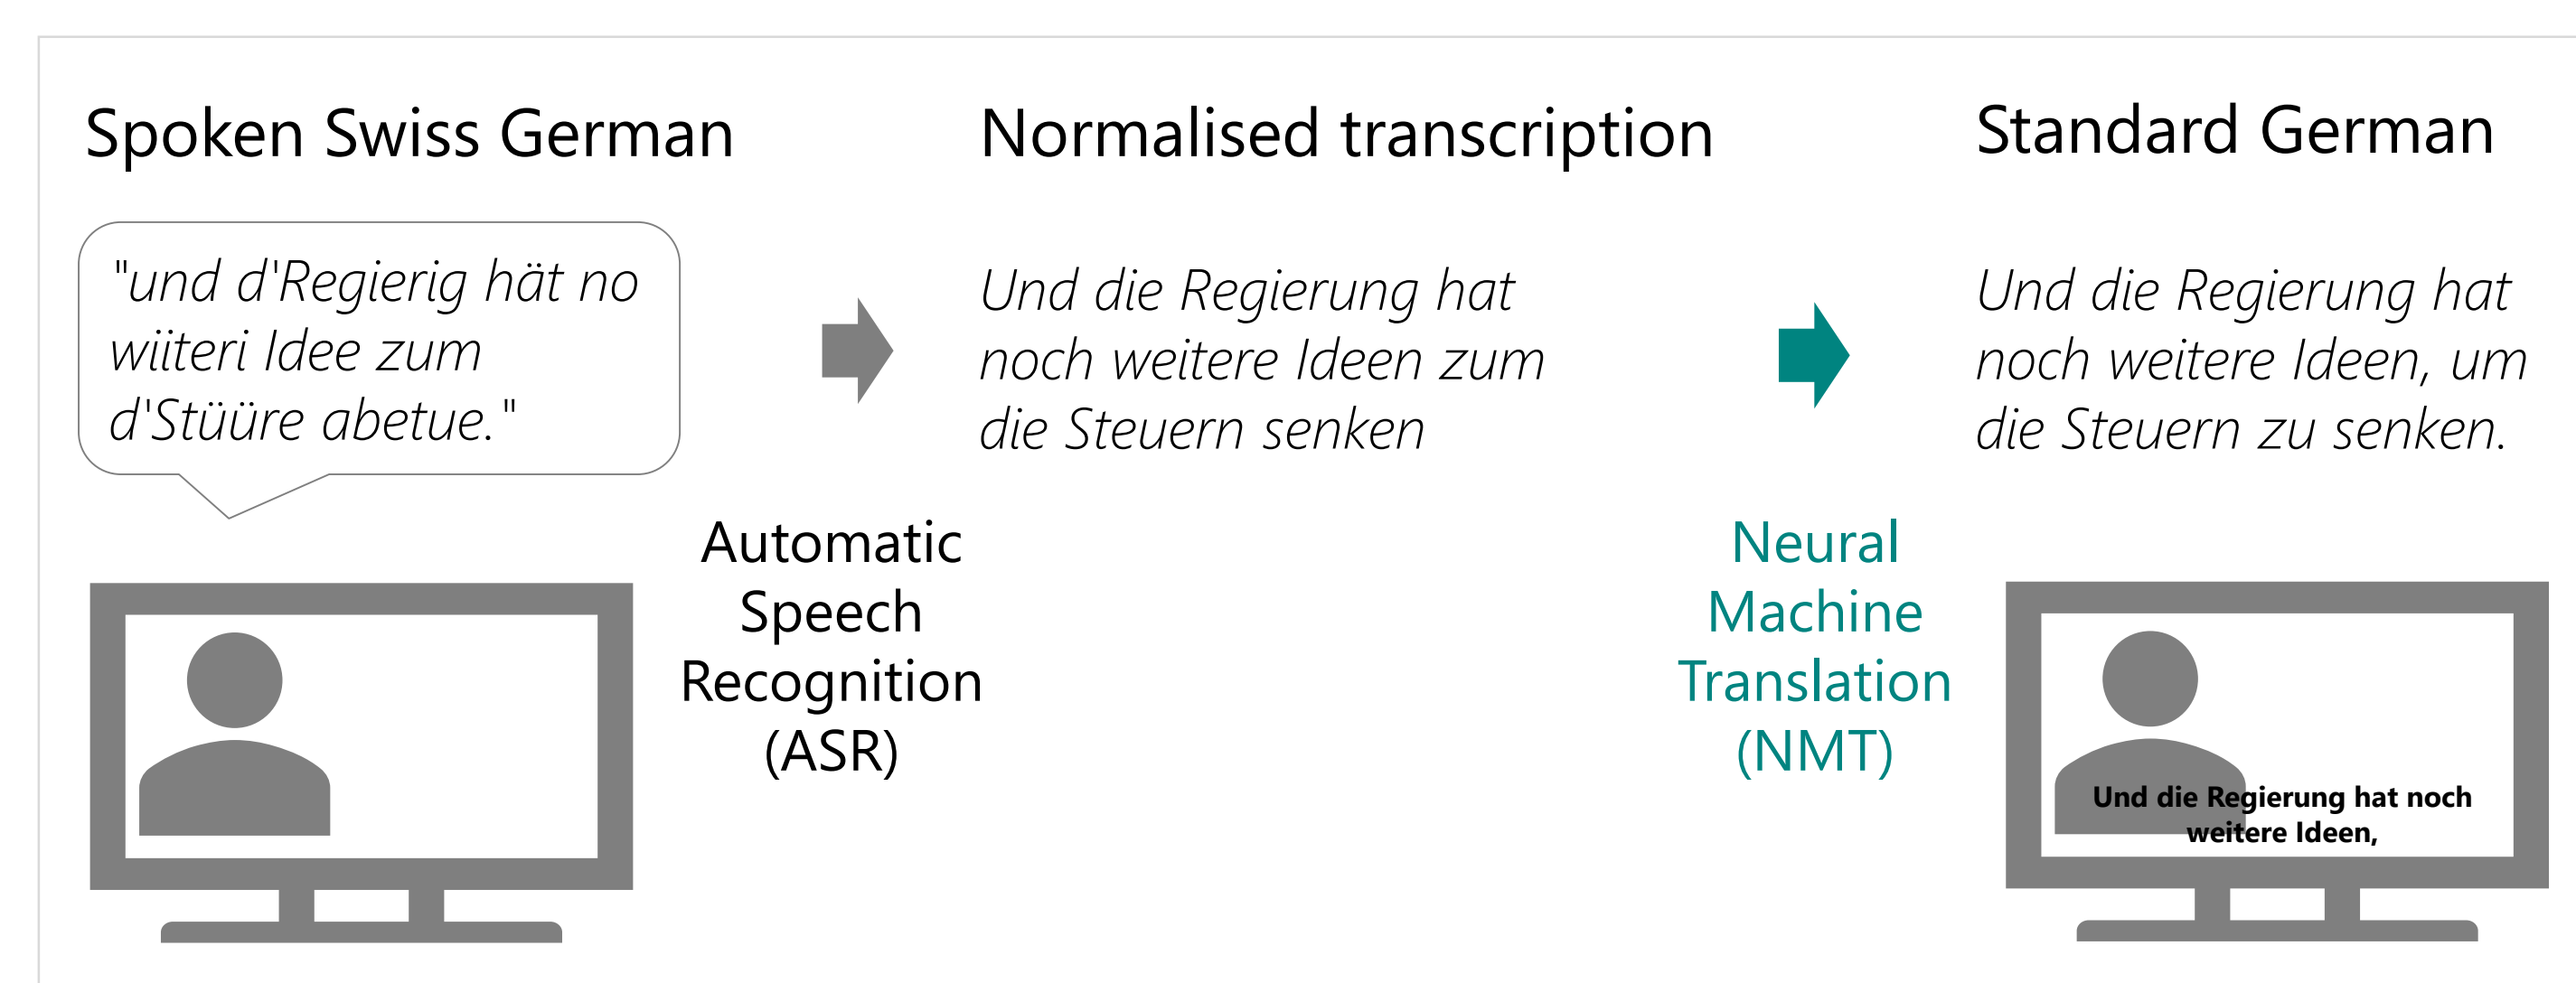 Spoken Swiss German
"und d'Regierig hät no
wiiteri Idee zum
d'Stüüre abetue."
Automatic
Speech
Recognition
(ASR)
Normalised transcription
Und die Regierung hat
noch weitere Ideen zum
die Steuern senken
Neural
Machine
Translation
(NMT)
Standard German
Und die Regierung hat
noch weitere Ideen, um
die Steuern zu senken.
Und die Regierung hat noch
weitere Ideen,